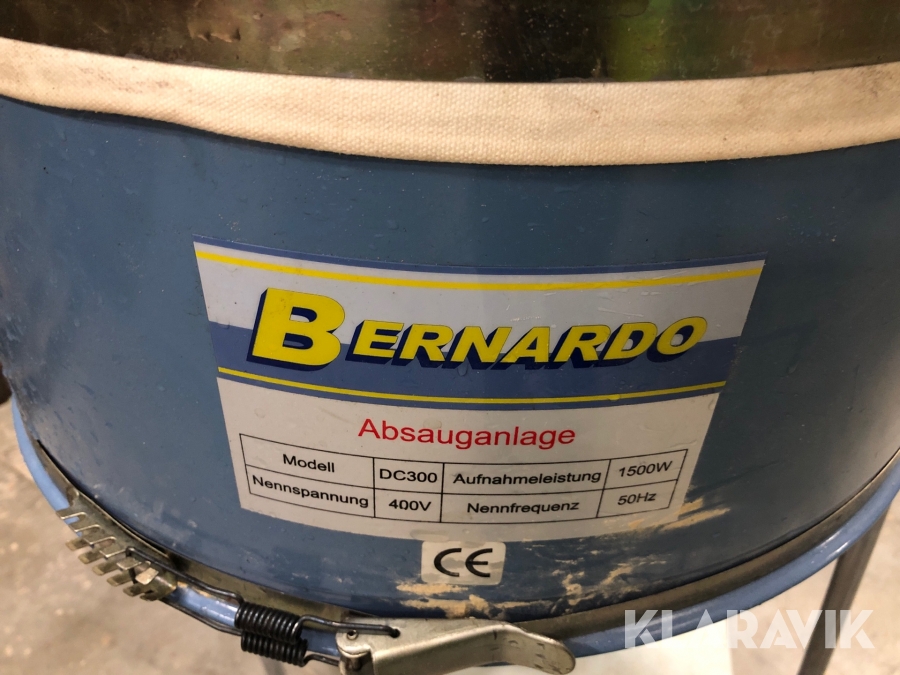 BERNARDO
Absauganlage
Modell DC300 Aufnahmeleistung 1500W
Nennspannung 400V Nennfrequenz 50Hz
CE
KLARAVIK